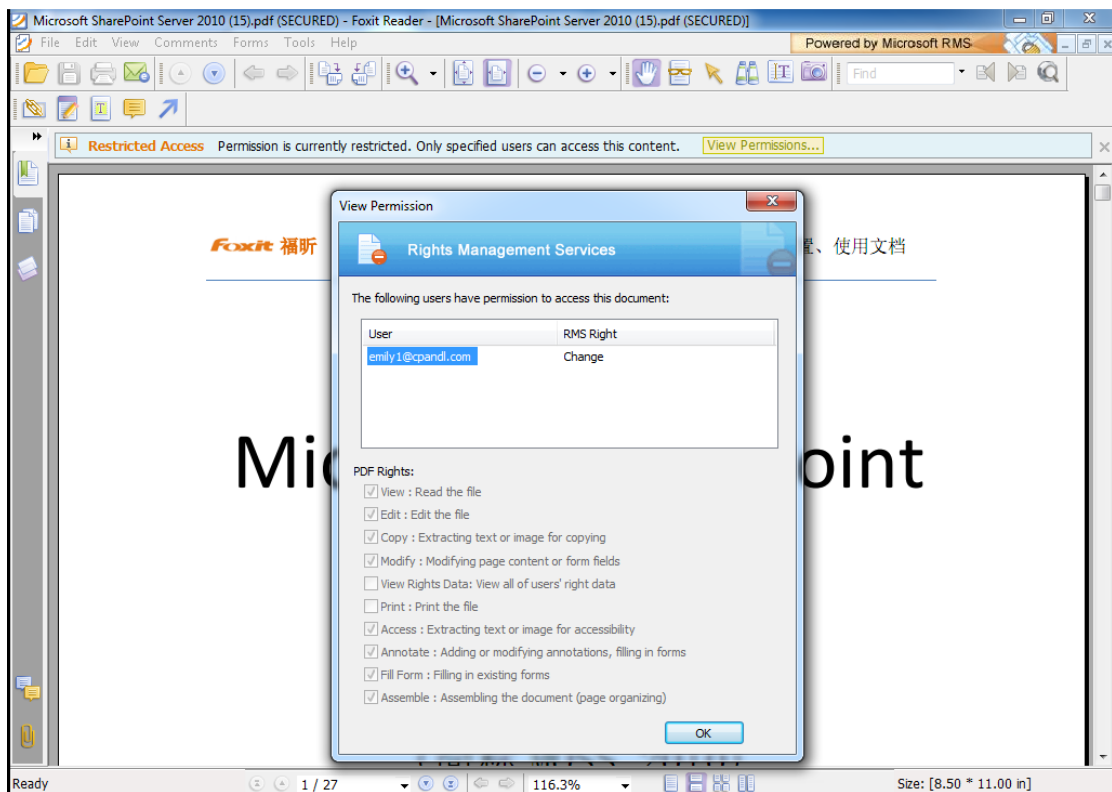 Microsoft SharePoint Server 2010 (15).pdf (SECURED) - Foxit Reader - [Microsoft SharePoint Server 2010 (15).pdf (SECURED)]
File Edit View Comments Forms Tools Help
Powered by Microsoft RMS
Find
Restricted Access Permission is currently restricted. Only specified users can access this content. View Permissions...
View Permission
Foxit 福昕
Rights Management Services
、使用文档
The following users have permission to access this document:
User RMS Right
emily1@cpandl.com Change
Mic oint
PDF Rights:
View : Read the file
Edit : Edit the file
Copy : Extracting text or image for copying
Modify : Modifying page content or form fields
View Rights Data: View all of users' right data
Print : Print the file
Access : Extracting text or image for accessibility
Annotate : Adding or modifying annotations, filling in forms
Fill Form : Filling in existing forms
Assemble : Assembling the document (page organizing)
OK
Ready
1 / 27
116.3%
Size: [8.50 * 11.00 in]